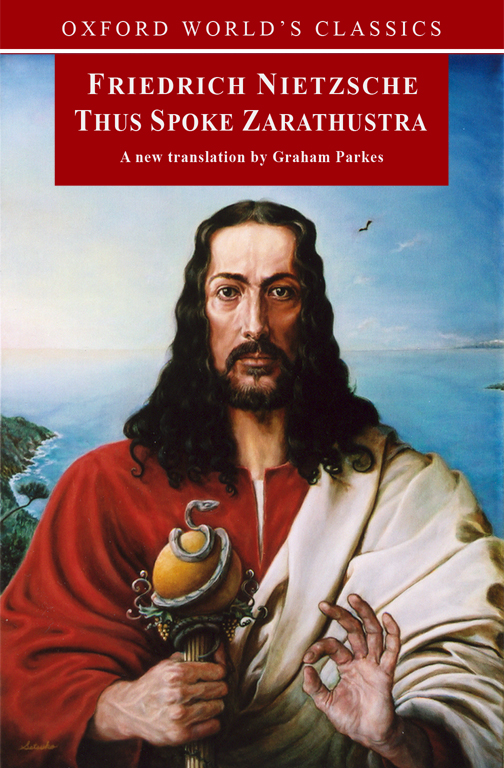 OXFORD WORLD'S CLASSICS
FRIEDRICH NIETZSCHE
THUS SPOKE ZARATHUSTRA
A new translation by Graham Parkes